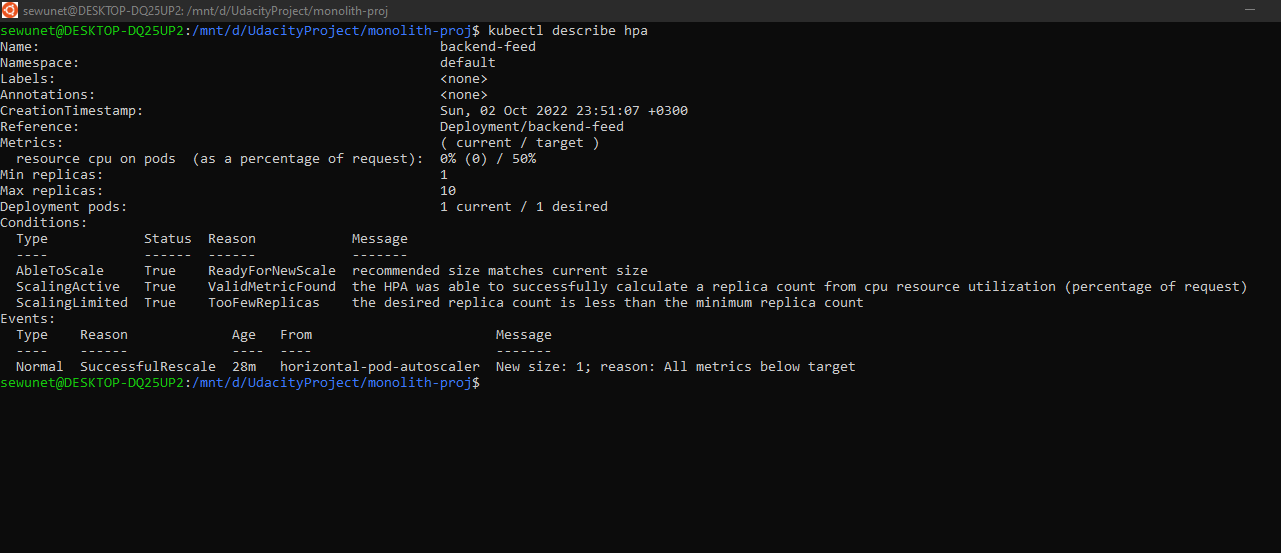 sewunet@DESKTOP-DQ25UP2: /mnt/d/UdacityProject/monolith-proj
sewunet@DESKTOP-DQ25UP2:/mnt/d/UdacityProject/monolith-proj$ kubectl describe hpa
Name: backend-feed
Namespace: default
Labels: <none>
Annotations: <none>
CreationTimestamp: Sun, 02 Oct 2022 23:51:07 +0300
Reference: Deployment/backend-feed
Metrics: ( current / target )
  resource cpu on pods  (as a percentage of request):  0% (0) / 50%
Min replicas: 1
Max replicas: 10
Deployment pods: 1 current / 1 desired
Conditions:
  Type            Status  Reason            Message
  ----            ------  ------            -------
  AbleToScale     True    ReadyForNewScale  recommended size matches current size
  ScalingActive   True    ValidMetricFound  the HPA was able to successfully calculate a replica count from cpu resource utilization (percentage of request)
  ScalingLimited  True    TooFewReplicas    the desired replica count is less than the minimum replica count
Events:
  Type    Reason             Age   From                       Message
  ----    ------             ----  ----                       -------
  Normal  SuccessfulRescale  28m   horizontal-pod-autoscaler  New size: 1; reason: All metrics below target
sewunet@DESKTOP-DQ25UP2:/mnt/d/UdacityProject/monolith-proj$